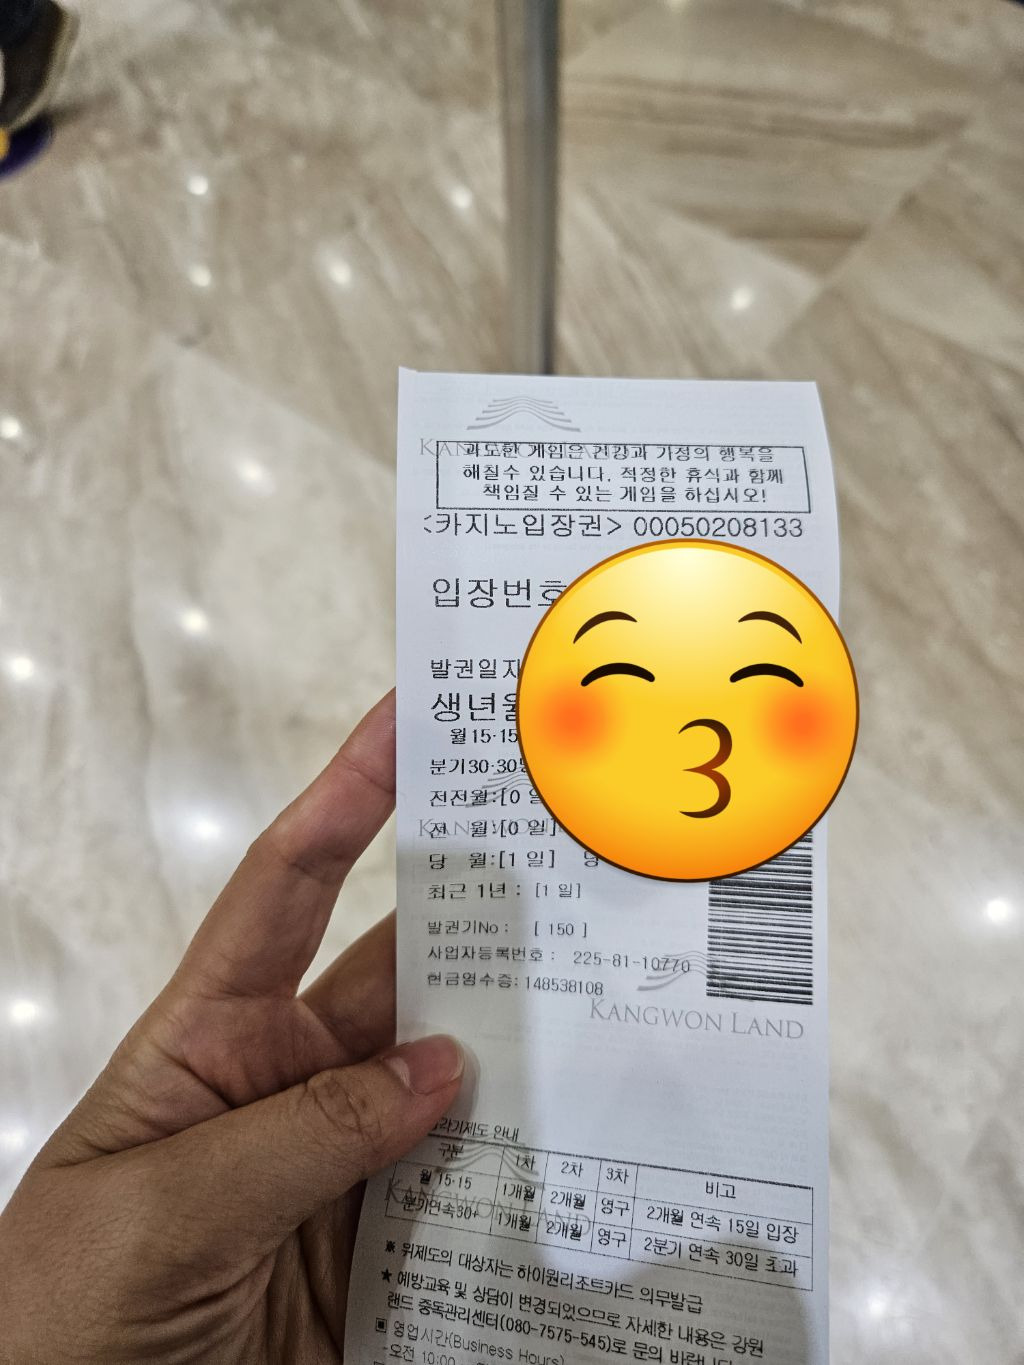 과도한 게임은 건강과 가정의 행복을
해칠수 있습니다. 적정한 휴식과 함께
책임질 수 있는 게임을 하십시오!
<카지노입장권> 00050208133
입장번호
발권일자
생년월
월15·15
분기30·30
전전월:[0 일
전 월:[0 일]
당 월:[1 일] 당
최근 1년 : [1 일]
발권기No : [ 150 ]
사업자등록번호 : 225-81-10770
현금영수증: 148538108
KANGWON LAND
안내
구분 1차 2차 3차 비고
월 15·15 1개월 2개월 영구 2개월 연속 15일 입장
분기연속30+ 1개월 2개월 영구 2분기 연속 30일 초과
※ 위제도의 대상자는 하이원리조트카드 의무발급
★ 예방교육 및 상담이 변경되었으므로 자세한 내용은 강원
랜드 중독관리센터(080-7575-545)로 문의 바랍니다
▣ 영업시간(Business Hours)
-오전 10:00